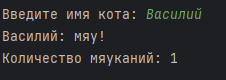 Введите имя кота: Василий
Василий: мяу!
Количество мяуканий: 1